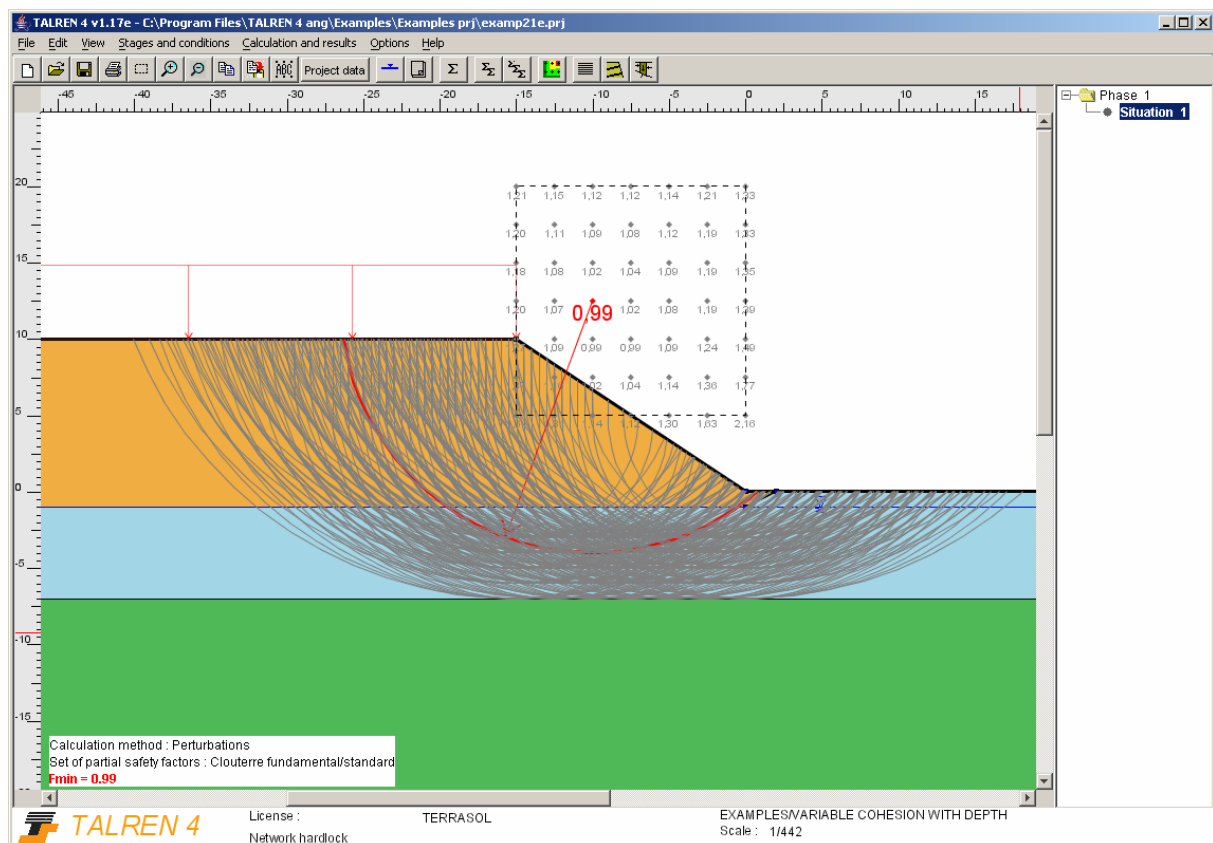 TALREN 4 v1.17e - C:\Program Files\TALREN 4 ang\Examples\Examples prj\examp21e.prj
File Edit View Stages and conditions Calculation and results Options Help
Project data
-45 -40 -35 -30 -25 -20 -15 -10 -5 0 5 10 15
Phase 1
Situation 1
20
1,21 1,15 1,12 1,12 1,14 1,21 1,33
1,20 1,11 1,09 1,08 1,12 1,19 1,33
15
1,18 1,08 1,02 1,04 1,09 1,19 1,35
1,20 1,07 0,99 1,02 1,08 1,19 1,39
10
1,09 0,99 0,99 1,09 1,24 1,49
1,04 1,14 1,36 1,77
5
1,30 1,63 2,16
0
-5
-10
-15
Calculation method : Perturbations
Set of partial safety factors : Clouterre fundamental/standard
Fmin = 0.99
TALREN 4
License : TERRASOL
Network hardlock
EXAMPLES/VARIABLE COHESION WITH DEPTH
Scale : 1/442